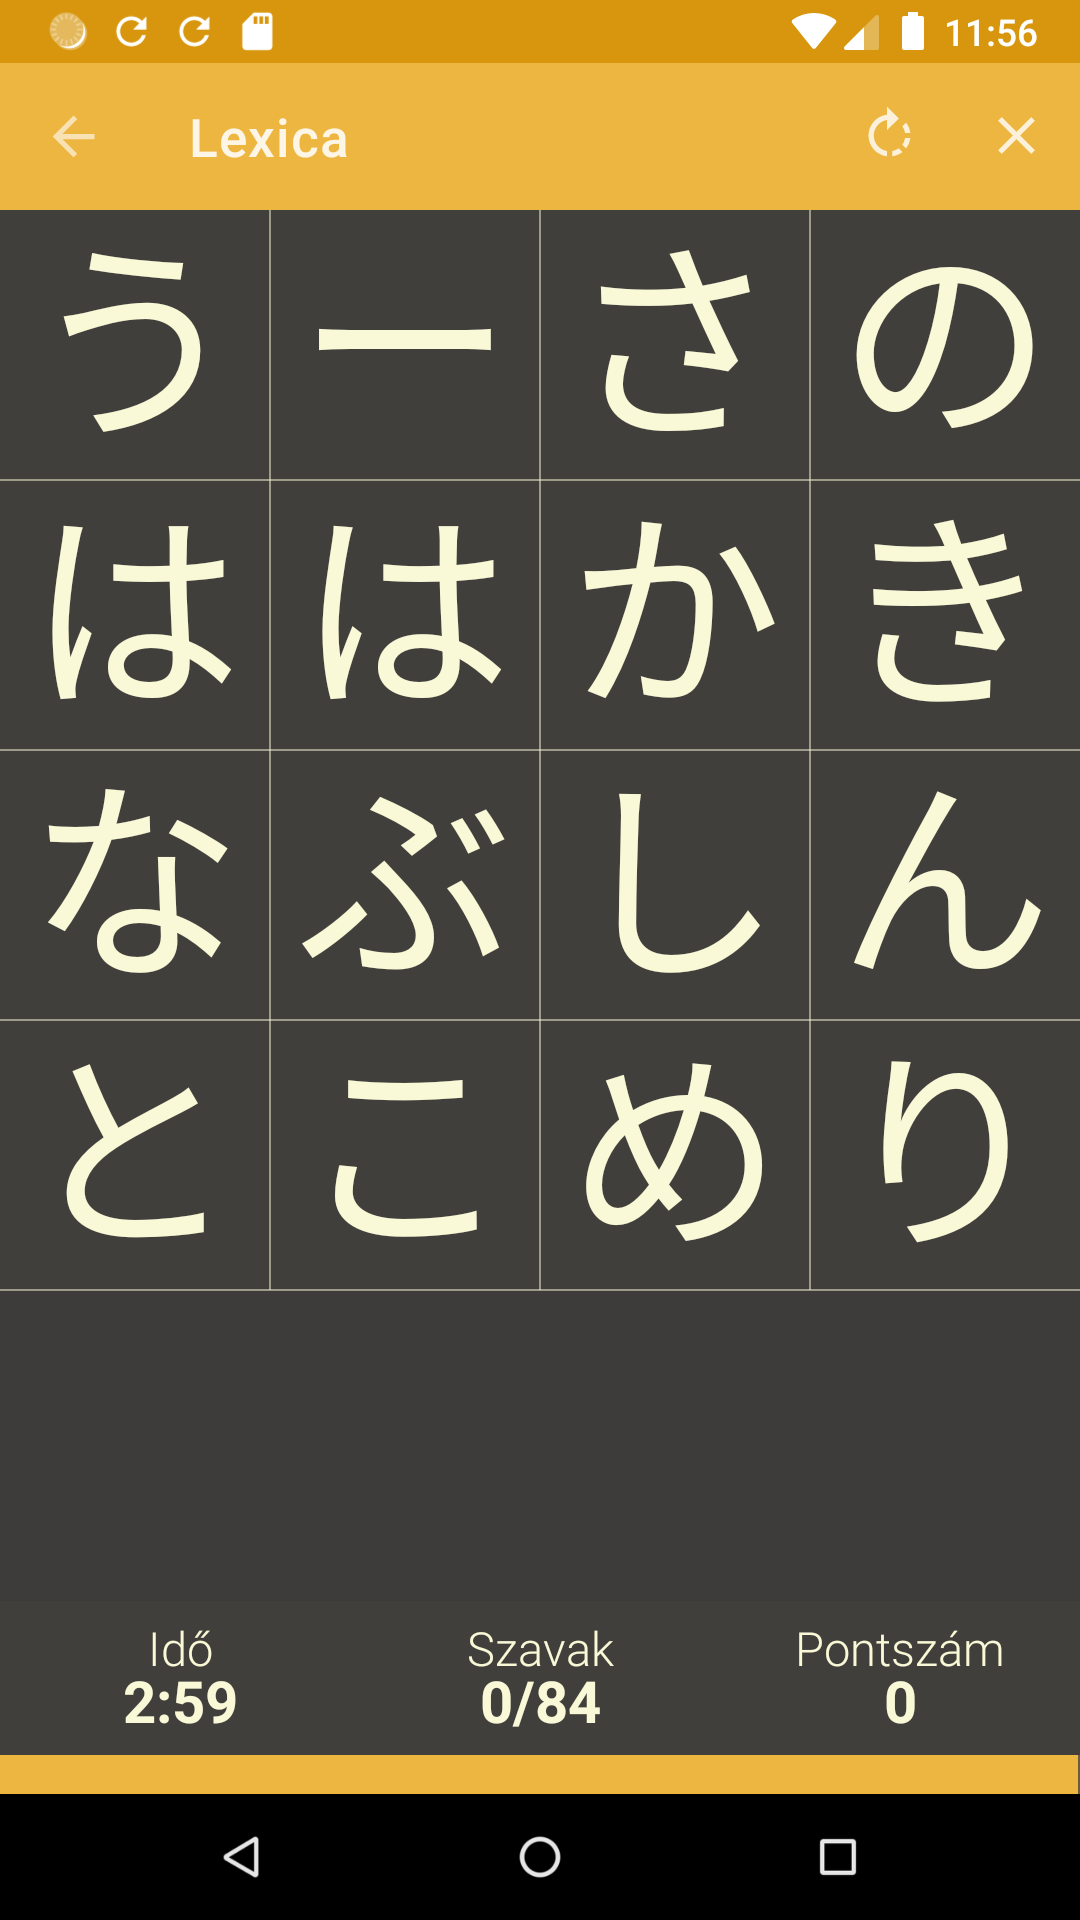 11:56
Lexica
う ー さ の
は は か き
な ぶ し ん
と こ め り
Idő Szavak Pontszám
2:59 0/84 0